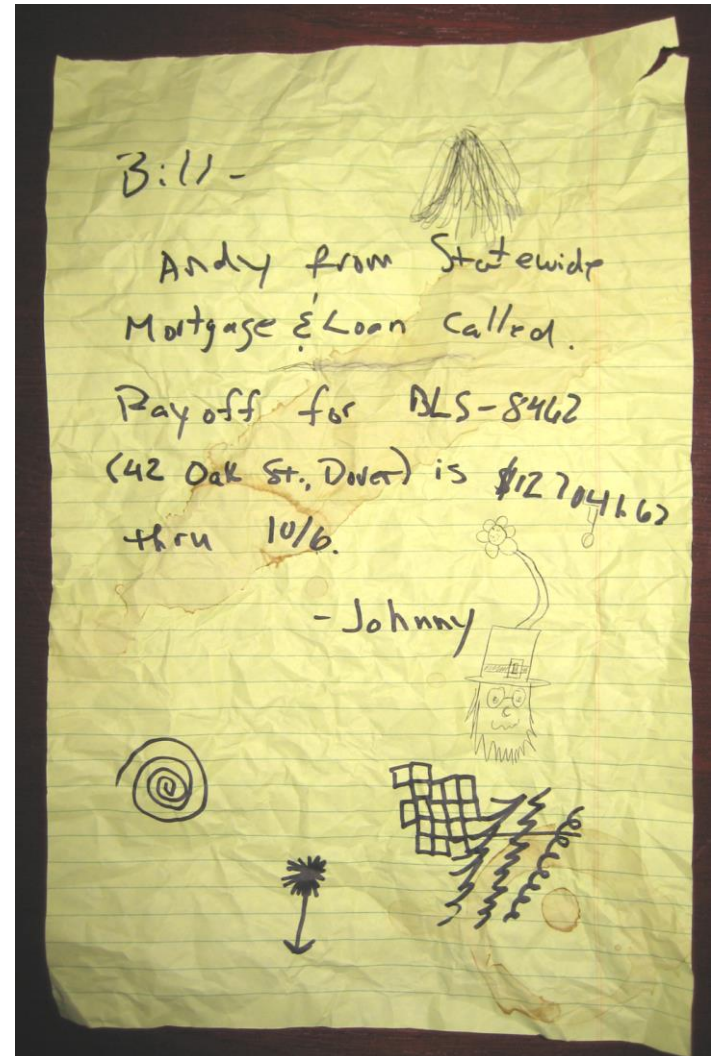 Bill-
Andy from Statewide
Mortgage & Loan Called.
Payoff for BLS-8462
(42 Oak St., Dover) is $127041.62
thru 10/6.
-Johnny